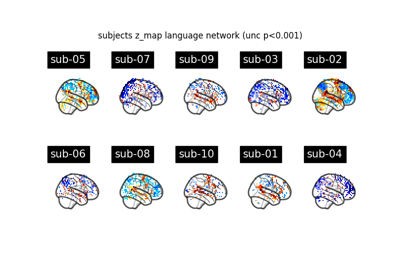 subjects z_map language network (unc p<0.001)
sub-05 sub-07 sub-09 sub-03 sub-02
sub-06 sub-08 sub-10 sub-01 sub-04